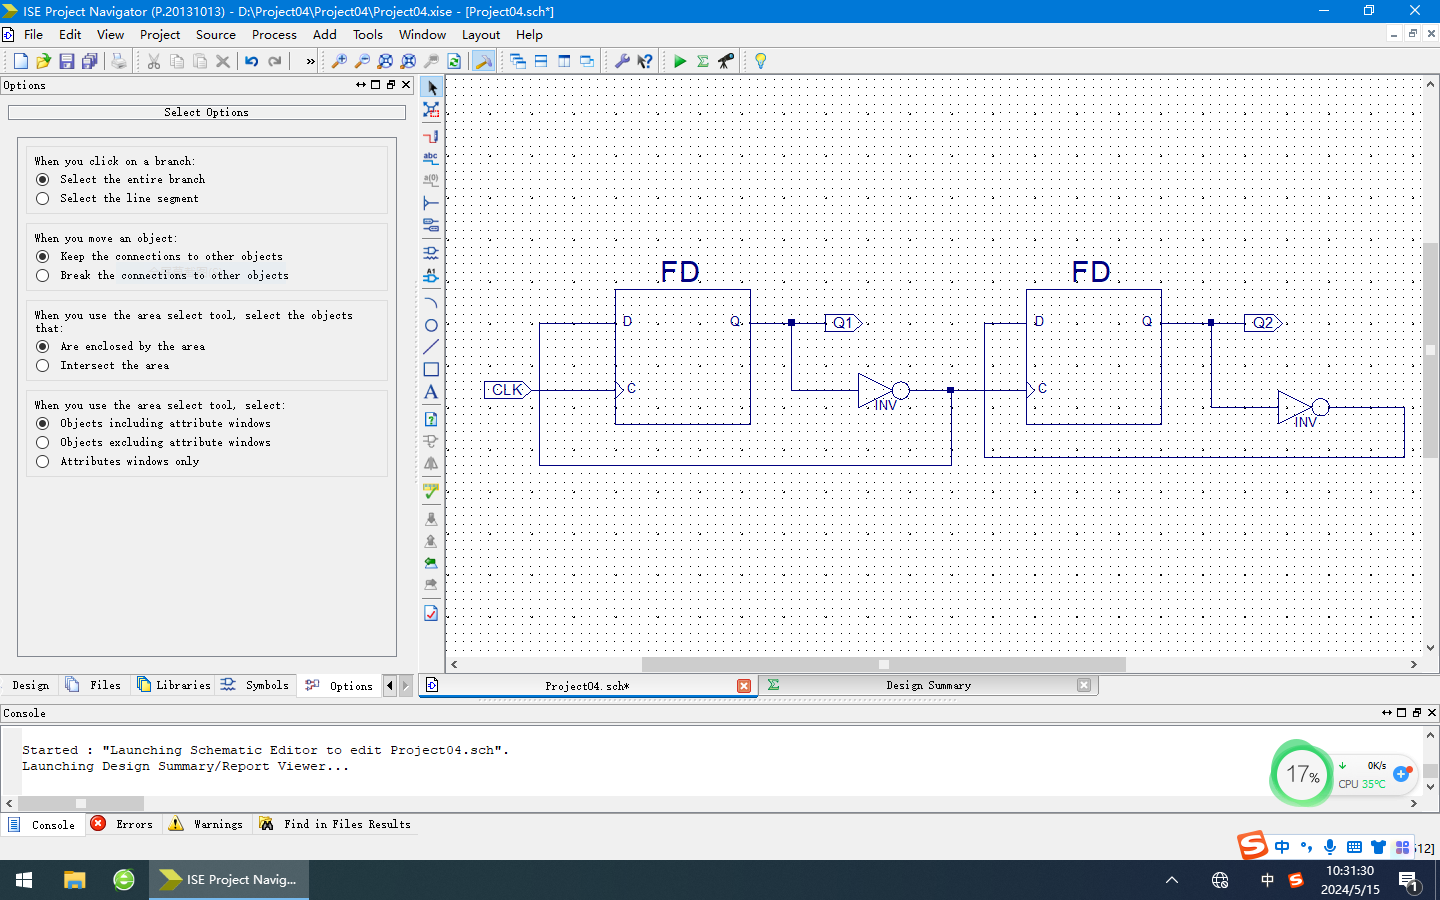 ISE Project Navigator (P.20131013) - D:\Project04\Project04\Project04.xise - [Project04.sch*]
File Edit View Project Source Process Add Tools Window Layout Help
»
Options
Select Options
When you click on a branch:
Select the entire branch
Select the line segment
When you move an object:
Keep the connections to other objects
Break the connections to other objects
When you use the area select tool, select the objects
that:
Are enclosed by the area
Intersect the area
When you use the area select tool, select:
Objects including attribute windows
Objects excluding attribute windows
Attributes windows only
abc
a(0)
A1
A
FD
D
Q
Q1
CLK
C
INV
FD
D
Q
Q2
C
INV
Design Files Libraries Symbols Options
Project04.sch*
Design Summary
Console
Started : "Launching Schematic Editor to edit Project04.sch".
Launching Design Summary/Report Viewer...
17%
0K/s
CPU 35℃
Console Errors Warnings Find in Files Results
中
512]
ISE Project Navig...
中
10:31:30
2024/5/15
1